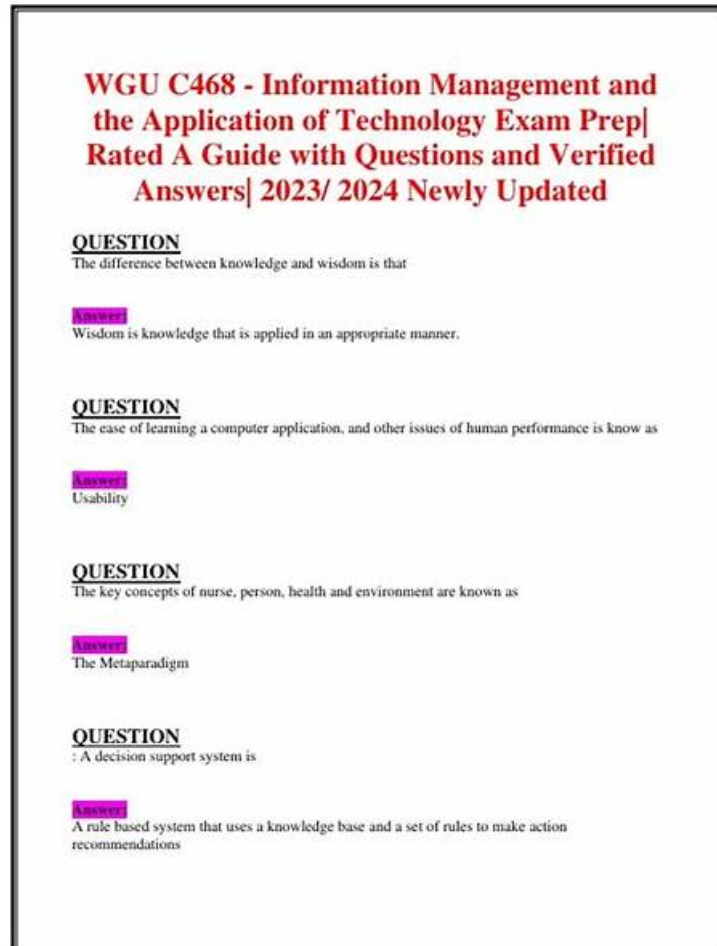 WGU C468 - Information Management and
the Application of Technology Exam Prep|
Rated A Guide with Questions and Verified
Answers| 2023/ 2024 Newly Updated
QUESTION
The difference between knowledge and wisdom is that
Answer:
Wisdom is knowledge that is applied in an appropriate manner.
QUESTION
The ease of learning a computer application, and other issues of human performance is know as
Answer:
Usability
QUESTION
The key concepts of nurse, person, health and environment are known as
Answer:
The Metaparadigm
QUESTION
: A decision support system is
Answer:
A rule based system that uses a knowledge base and a set of rules to make action
recommendations